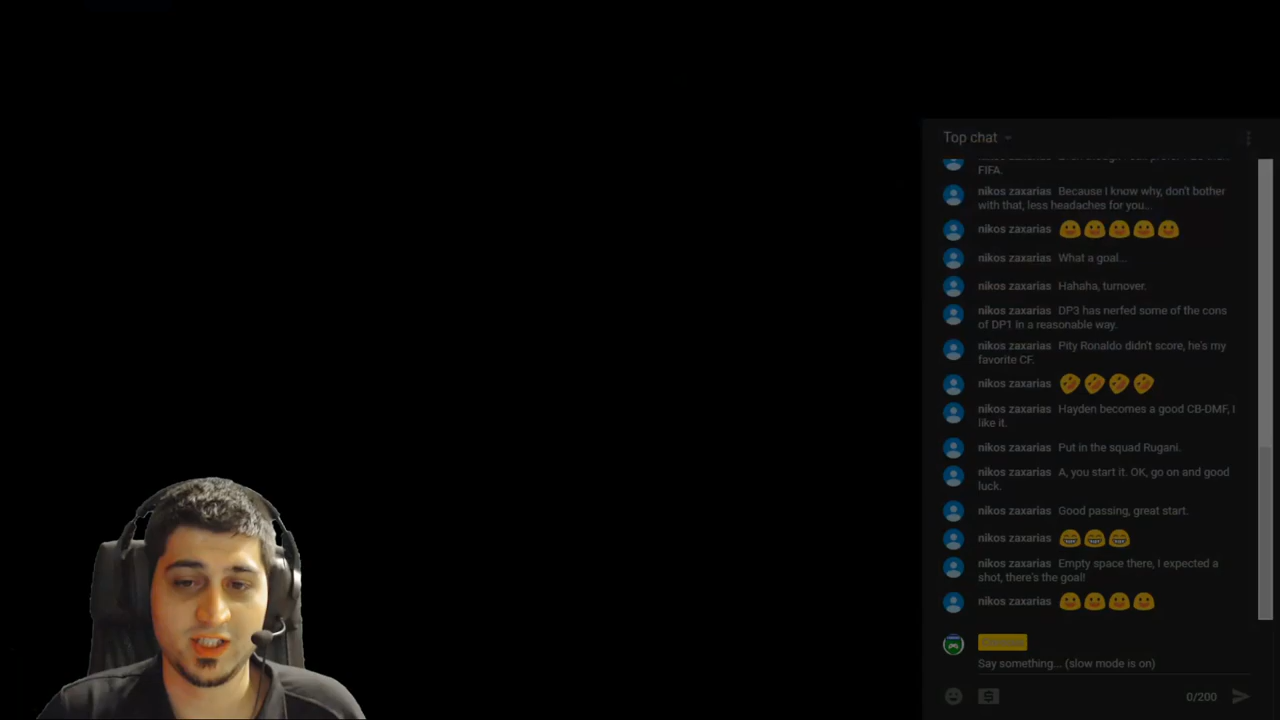 Top chat
FIFA.
nikos zaxarias Because I know why, don't bother
with that, less headaches for you...
nikos zaxarias
nikos zaxarias What a goal...
nikos zaxarias Hahaha, turnover.
nikos zaxarias DP3 has nerfed some of the cons
of DP1 in a reasonable way.
nikos zaxarias Pity Ronaldo didn't score, he's my
favorite CF.
nikos zaxarias
nikos zaxarias Hayden becomes a good CB-DMF, I
like it.
nikos zaxarias Put in the squad Rugani.
nikos zaxarias A, you start it. OK, go on and good
luck.
nikos zaxarias Good passing, great start.
nikos zaxarias
nikos zaxarias Empty space there, I expected a
shot, there's the goal!
nikos zaxarias
Say something... (slow mode is on)
0/200